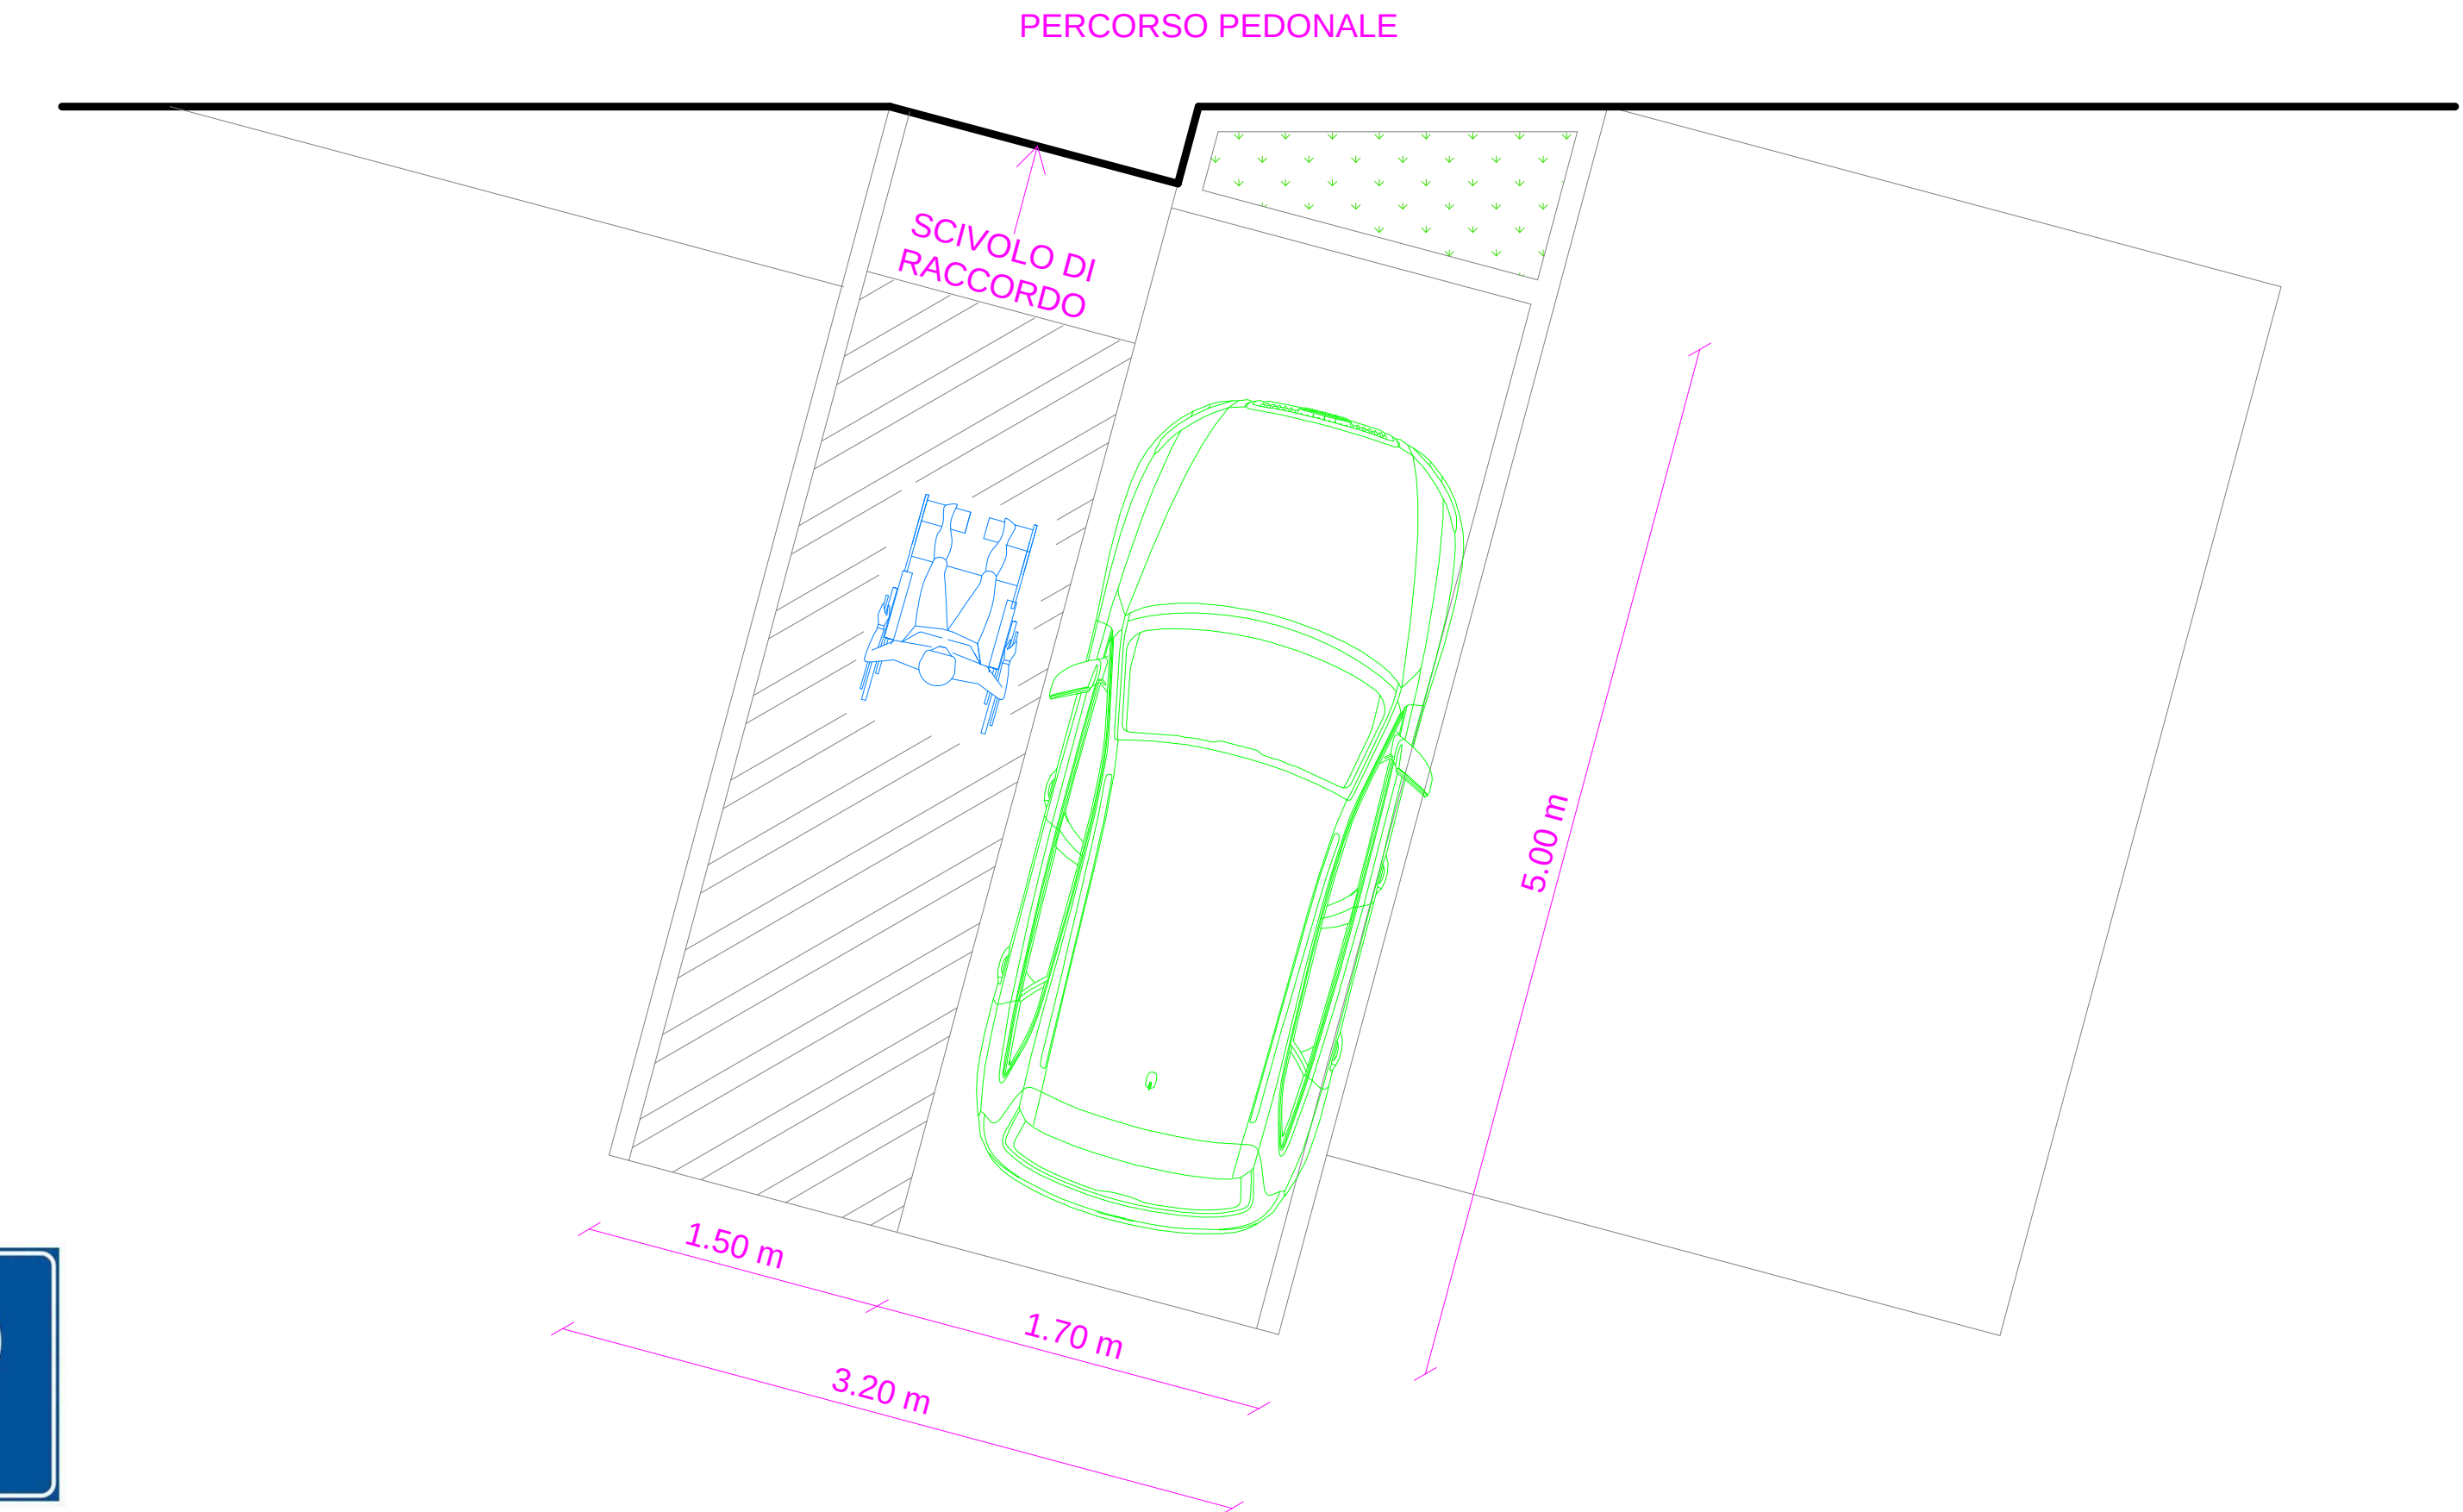 PERCORSO PEDONALE
SCIVOLO DI
RACCORDO
5.00 m
1.50 m
1.70 m
3.20 m